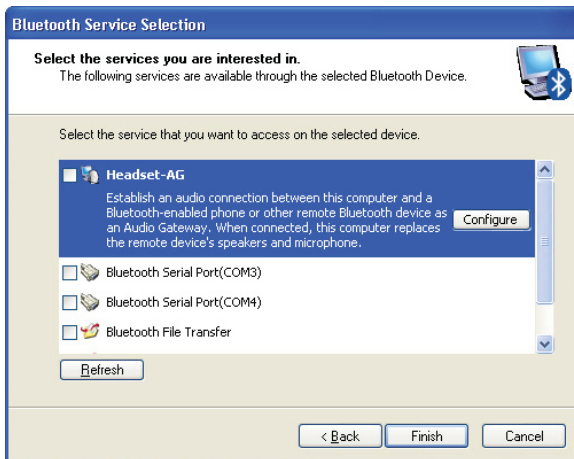 Bluetooth Service Selection
Select the services you are interested in.
The following services are available through the selected Bluetooth Device.
Select the service that you want to access on the selected device.
Headset-AG
Establish an audio connection between this computer and a
Bluetooth-enabled phone or other remote Bluetooth device as
an Audio Gateway. When connected, this computer replaces
the remote device's speakers and microphone.
Configure
Bluetooth Serial Port(COM3)
Bluetooth Serial Port(COM4)
Bluetooth File Transfer
Refresh
< Back
Finish
Cancel